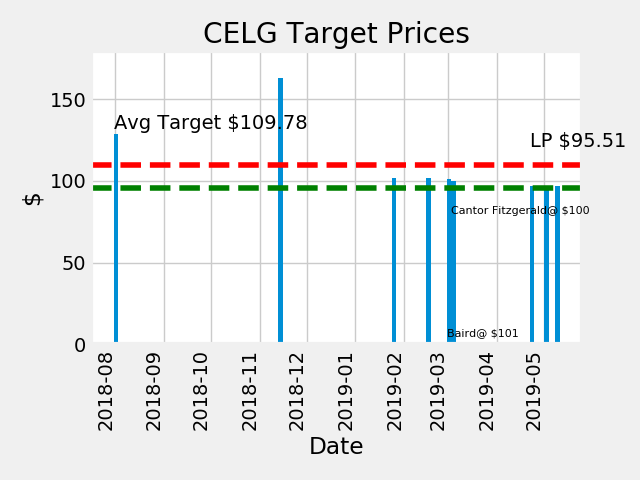 CELG Target Prices
150
Avg Target $109.78
LP $95.51
100
Cantor Fitzgerald@ $100
$
50
Baird@ $101
0
2018-08
2018-09
2018-10
2018-11
2018-12
2019-01
2019-02
2019-03
2019-04
2019-05
Date